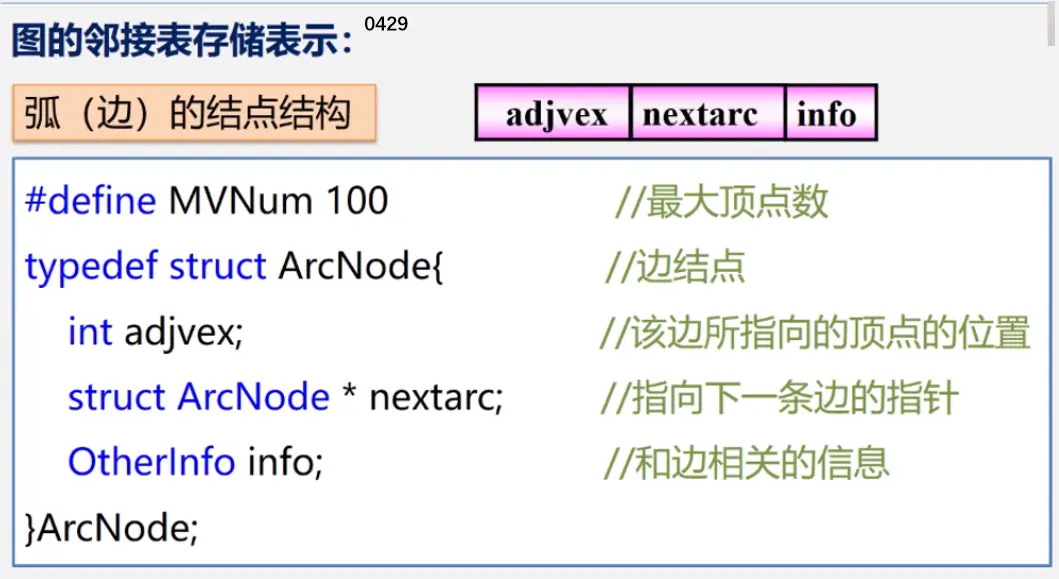 图的邻接表存储表示： 0429
弧（边）的结点结构 adjvex nextarc info
#define MVNum 100 //最大顶点数
typedef struct ArcNode{ //边结点
int adjvex; //该边所指向的顶点的位置
struct ArcNode * nextarc; //指向下一条边的指针
OtherInfo info; //和边相关的信息
}ArcNode;